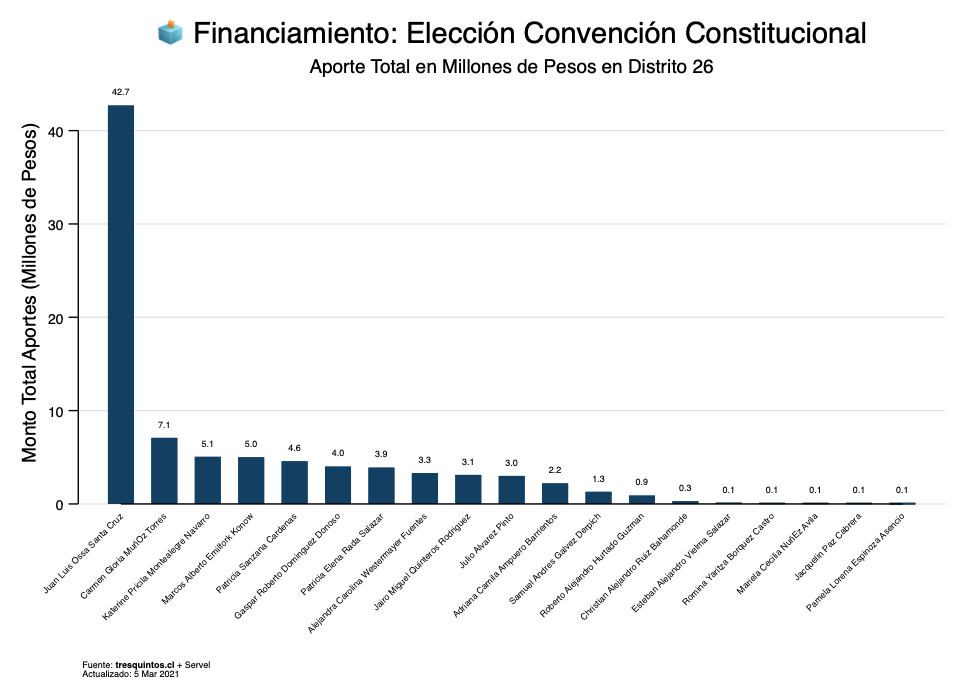 Financiamiento: Elección Convención Constitucional
Aporte Total en Millones de Pesos en Distrito 26
Monto Total Aportes (Millones de Pesos)
40
30
20
10
0
42.7
7.1
5.1
5.0
4.6
4.0
3.9
3.3
3.1
3.0
2.2
1.3
0.9
0.3
0.1
0.1
0.1
0.1
0.1
Juan Luis Ossa Santa Cruz
Carmen Gloria MuñOz Torres
Katerine Pricila Montealegre Navarro
Marcos Alberto Emilfork Konow
Patricia Sanzana Cardenas
Gaspar Roberto Dominguez Donoso
Patricia Elena Rada Salazar
Alejandra Carolina Westermayer Fuentes
Jairo Miguel Quinteros Rodriguez
Julio Alvarez Pinto
Adriana Camila Ampuero Barrientos
Samuel Andres Galvez Derpich
Roberto Alejandro Hurtado Guzman
Christian Alejandro Ruiz Bahamonde
Esteban Alejandro Vielma Salazar
Romina Yaritza Borquez Castro
Mariela Cecilia NuñEz Avila
Jacquelin Paz Cabrera
Pamela Lorena Espinoza Asencio
Fuente: tresquintos.cl + Servel
Actualizado: 5 Mar 2021